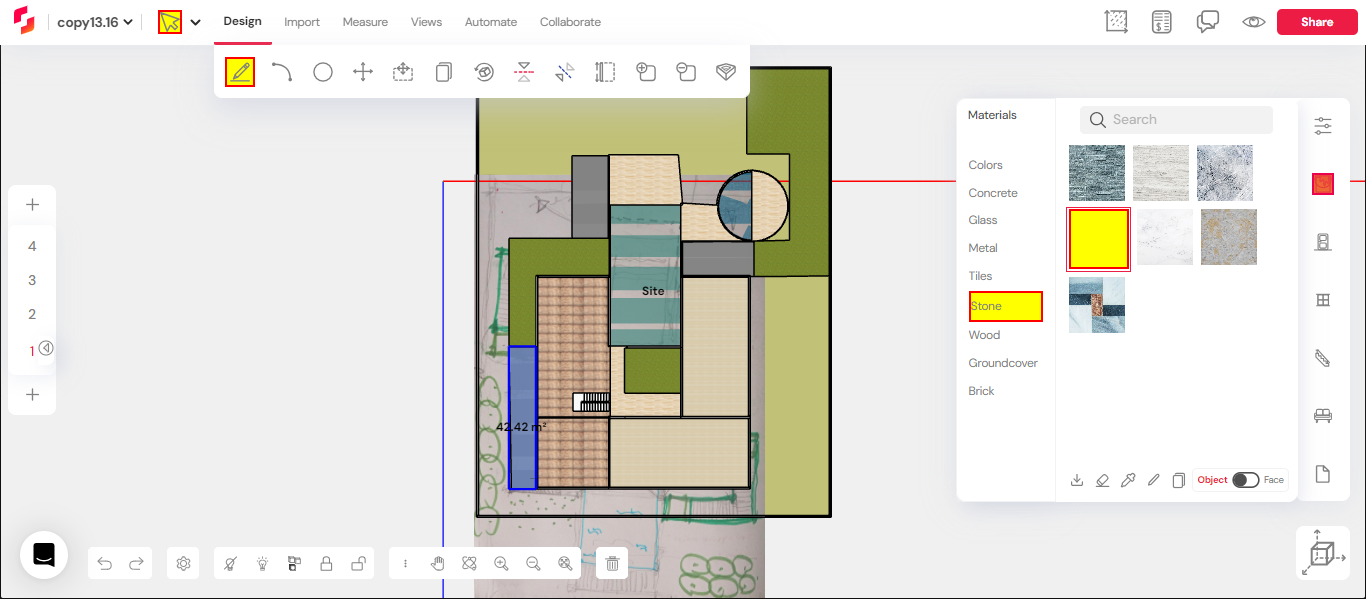 copy13.16
Design
Import
Measure
Views
Automate
Collaborate
Share
Materials
Search
Colors
Concrete
Glass
Metal
Tiles
Stone
Wood
Groundcover
Brick
4
3
2
1
Site
42.42 m²
Object
Face